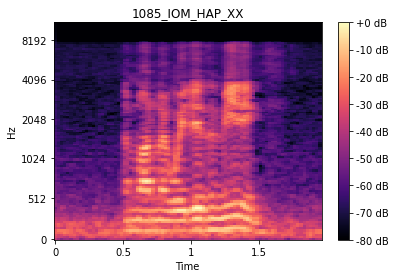 1085_IOM_HAP_XX
+0 dB
8192
-10 dB
4096
-20 dB
-30 dB
2048
Hz
-40 dB
1024
-50 dB
512
-60 dB
-70 dB
0
-80 dB
0 0.5 1 1.5
Time